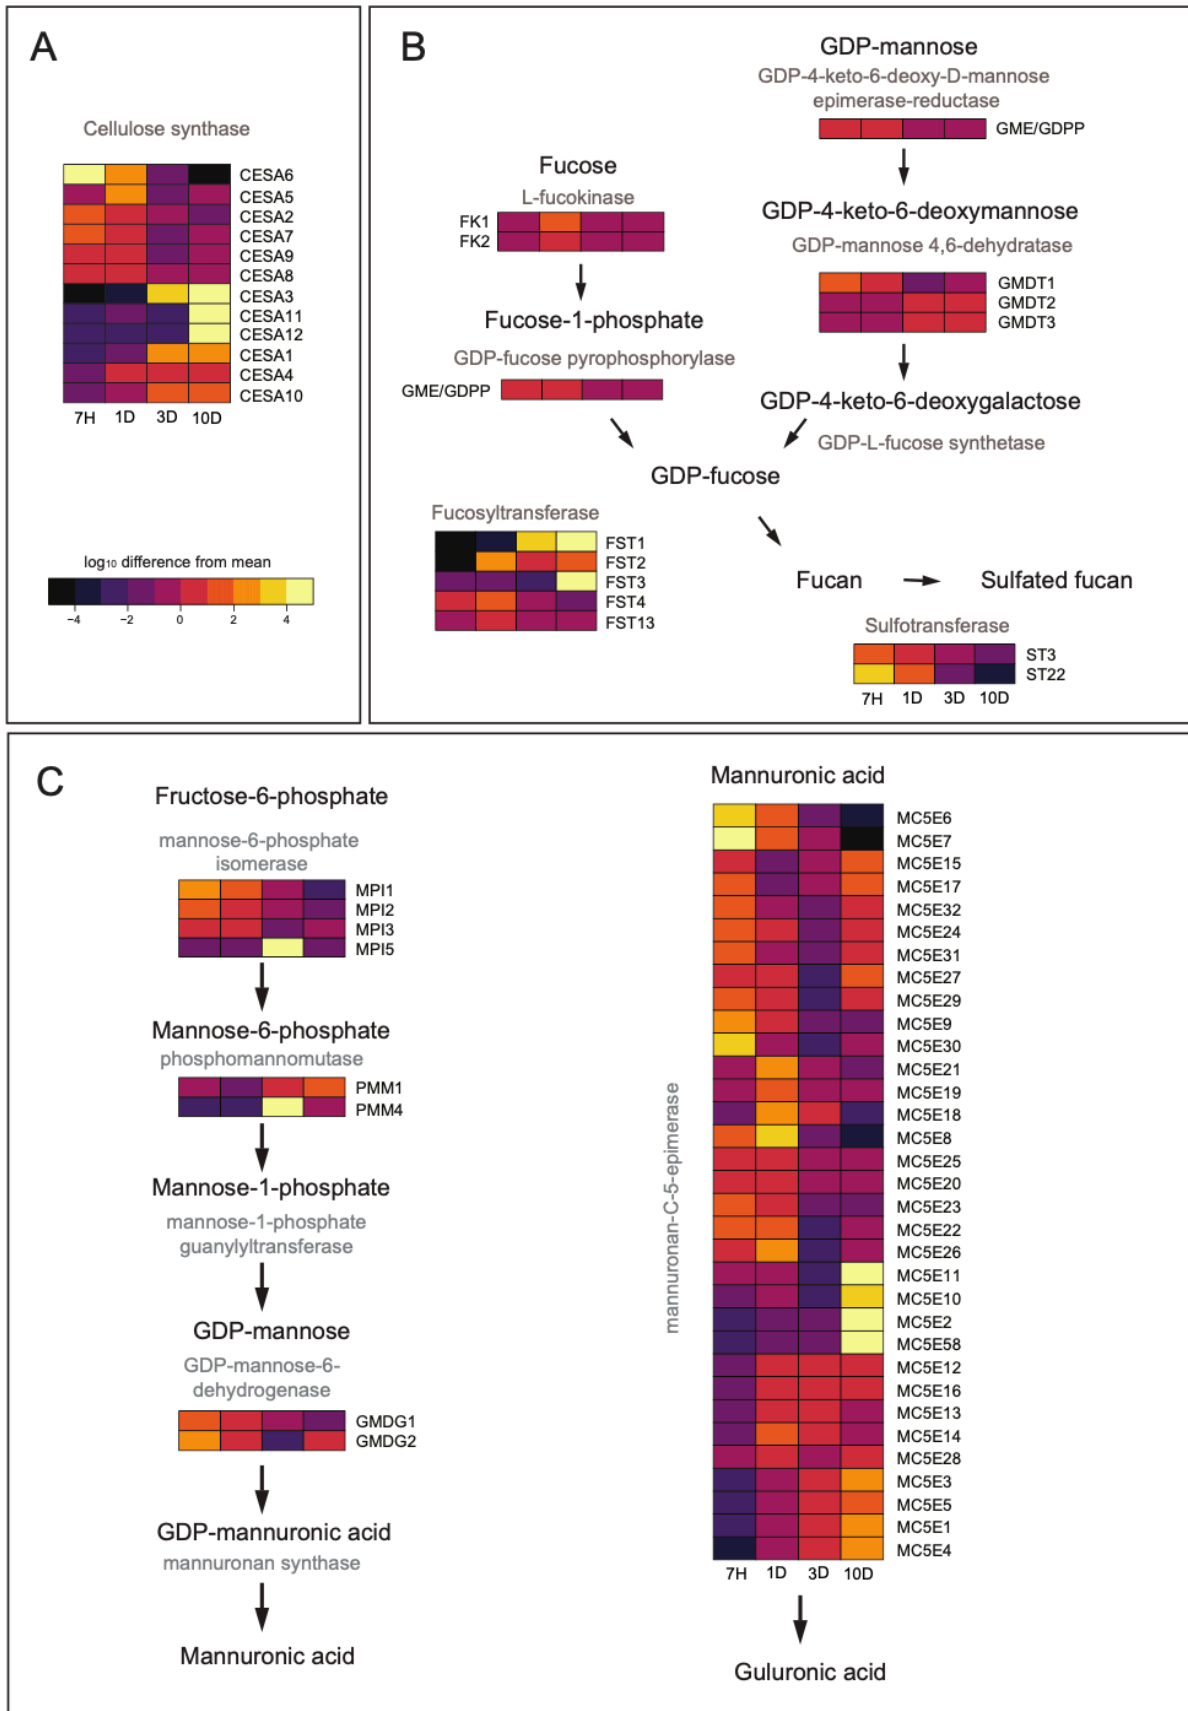 A
Cellulose synthase
CESA6
CESA5
CESA2
CESA7
CESA9
CESA8
CESA3
CESA11
CESA12
CESA1
CESA4
CESA10
7H 1D 3D 10D
log₁₀ difference from mean
−4 −2 0 2 4
B
GDP-mannose
GDP-4-keto-6-deoxy-D-mannose
epimerase-reductase
GME/GDPP
Fucose
L-fucokinase
FK1
FK2
GDP-4-keto-6-deoxymannose
GDP-mannose 4,6-dehydratase
GMDT1
GMDT2
GMDT3
Fucose-1-phosphate
GDP-fucose pyrophosphorylase
GME/GDPP
GDP-4-keto-6-deoxygalactose
GDP-L-fucose synthetase
GDP-fucose
Fucosyltransferase
FST1
FST2
FST3
FST4
FST13
Fucan
Sulfated fucan
Sulfotransferase
ST3
ST22
7H 1D 3D 10D
C
Fructose-6-phosphate
mannose-6-phosphate
isomerase
MPI1
MPI2
MPI3
MPI5
Mannose-6-phosphate
phosphomannomutase
PMM1
PMM4
Mannose-1-phosphate
mannose-1-phosphate
guanylyltransferase
GDP-mannose
GDP-mannose-6-
dehydrogenase
GMDG1
GMDG2
GDP-mannuronic acid
mannuronan synthase
Mannuronic acid
Mannuronic acid
mannuronan-C-5-epimerase
MC5E6
MC5E7
MC5E15
MC5E17
MC5E32
MC5E24
MC5E31
MC5E27
MC5E29
MC5E9
MC5E30
MC5E21
MC5E19
MC5E18
MC5E8
MC5E25
MC5E20
MC5E23
MC5E22
MC5E26
MC5E11
MC5E10
MC5E2
MC5E58
MC5E12
MC5E16
MC5E13
MC5E14
MC5E28
MC5E3
MC5E5
MC5E1
MC5E4
7H 1D 3D 10D
Guluronic acid